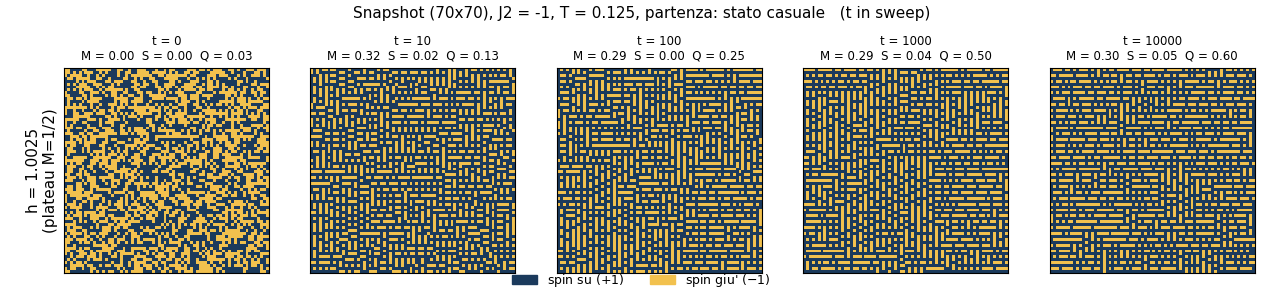 Snapshot (70x70), J2 = -1, T = 0.125, partenza: stato casuale (t in sweep)
t = 0
M = 0.00 S = 0.00 Q = 0.03
t = 10
M = 0.32 S = 0.02 Q = 0.13
t = 100
M = 0.29 S = 0.00 Q = 0.25
t = 1000
M = 0.29 S = 0.04 Q = 0.50
t = 10000
M = 0.30 S = 0.05 Q = 0.60
h = 1.0025
(plateau M=1/2)
spin su (+1)
spin giu' (−1)